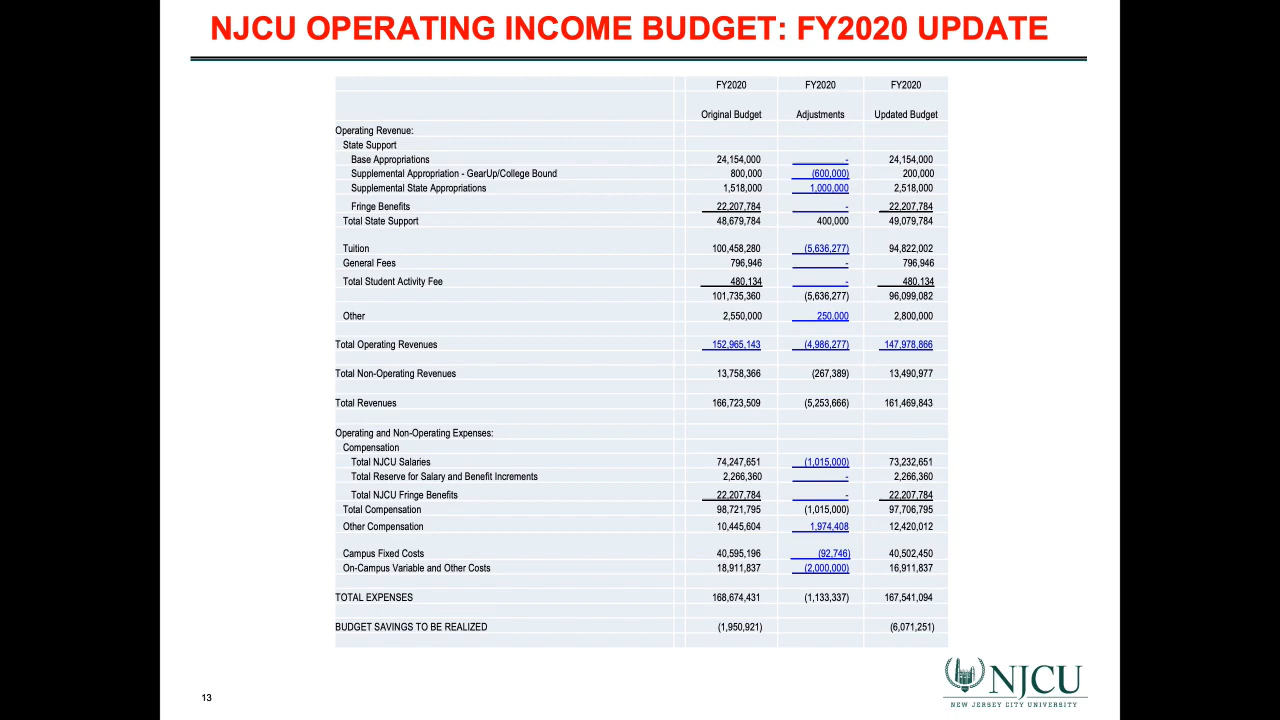 NJCU OPERATING INCOME BUDGET: FY2020 UPDATE
FY2020 FY2020 FY2020
Original Budget Adjustments Updated Budget
Operating Revenue:
State Support
Base Appropriations 24,154,000 - 24,154,000
Supplemental Appropriation - GearUp/College Bound 800,000 (600,000) 200,000
Supplemental State Appropriations 1,518,000 1,000,000 2,518,000
Fringe Benefits 22,207,784 - 22,207,784
Total State Support 48,679,784 400,000 49,079,784
Tuition 100,458,280 (5,636,277) 94,822,002
General Fees 796,946 - 796,946
Total Student Activity Fee 480,134 - 480,134
101,735,360 (5,636,277) 96,099,082
Other 2,550,000 250,000 2,800,000
Total Operating Revenues 152,965,143 (4,986,277) 147,978,866
Total Non-Operating Revenues 13,758,366 (267,389) 13,490,977
Total Revenues 166,723,509 (5,253,666) 161,469,843
Operating and Non-Operating Expenses:
Compensation
Total NJCU Salaries 74,247,651 (1,015,000) 73,232,651
Total Reserve for Salary and Benefit Increments 2,266,360 - 2,266,360
Total NJCU Fringe Benefits 22,207,784 - 22,207,784
Total Compensation 98,721,795 (1,015,000) 97,706,795
Other Compensation 10,445,604 1,974,408 12,420,012
Campus Fixed Costs 40,595,196 (92,746) 40,502,450
On-Campus Variable and Other Costs 18,911,837 (2,000,000) 16,911,837
TOTAL EXPENSES 168,674,431 (1,133,337) 167,541,094
BUDGET SAVINGS TO BE REALIZED (1,950,921) (6,071,251)
13
NJCU
NEW JERSEY CITY UNIVERSITY